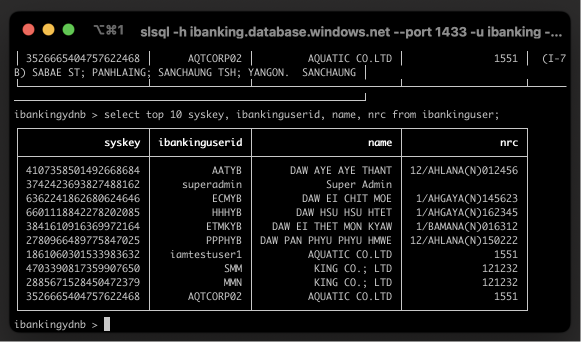 ⌥⌘1 slsql -h ibanking.database.windows.net --port 1433 -u ibanking -...
| 3526665404757622468 | AQTCORP02 | AQUATIC CO.LTD | 1551 | (I-7
B) SABAE ST; PANHLAING; SANCHAUNG TSH; YANGON. SANCHAUNG |
ibankingydnb > select top 10 syskey, ibankinguserid, name, nrc from ibankinguser;
syskey | ibankinguserid | name | nrc
4107358501492668684 | AATYB | DAW AYE AYE THANT | 12/AHLANA(N)012456
3742423693827488162 | superadmin | Super Admin |
6362241862680624646 | ECMYB | DAW EI CHIT MOE | 1/AHGAYA(N)145623
6601118842278202085 | HHHYB | DAW HSU HSU HTET | 1/AHGAYA(N)162345
3841610916369972164 | ETMKYB | DAW EI THET MON KYAW | 1/BAMANA(N)016312
2780966489775847025 | PPPHYB | DAW PAN PHYU PHYU HMWE | 12/AHLANA(N)150222
1861060301533983632 | iamtestuser1 | AQUATIC CO.LTD | 1551
4703390817359907650 | SMM | KING CO.; LTD | 121232
2885671528450472379 | MMN | KING CO.; LTD | 121232
3526665404757622468 | AQTCORP02 | AQUATIC CO.LTD | 1551
ibankingydnb >